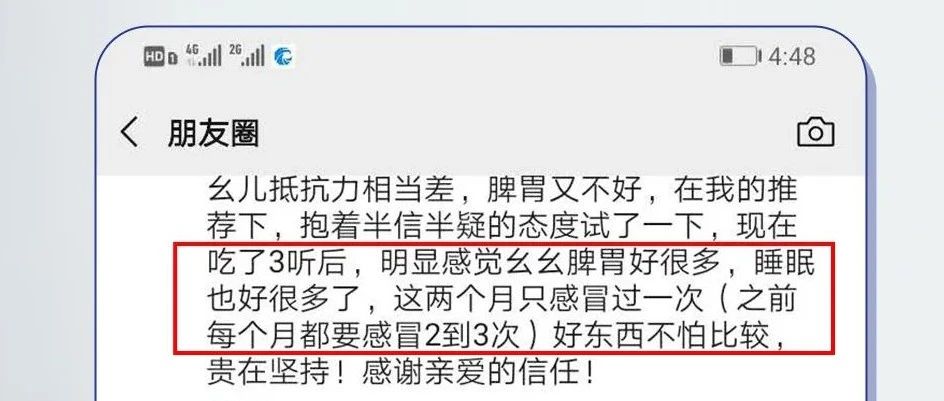 HD 1 4G 2G 4:48
朋友圈
幺儿抵抗力相当差，脾胃又不好，在我的推
荐下，抱着半信半疑的态度试了一下，现在
吃了3听后，明显感觉幺幺脾胃好很多，睡眠
也好很多了，这两个月只感冒过一次（之前
每个月都要感冒2到3次）好东西不怕比较，
贵在坚持！感谢亲爱的信任！